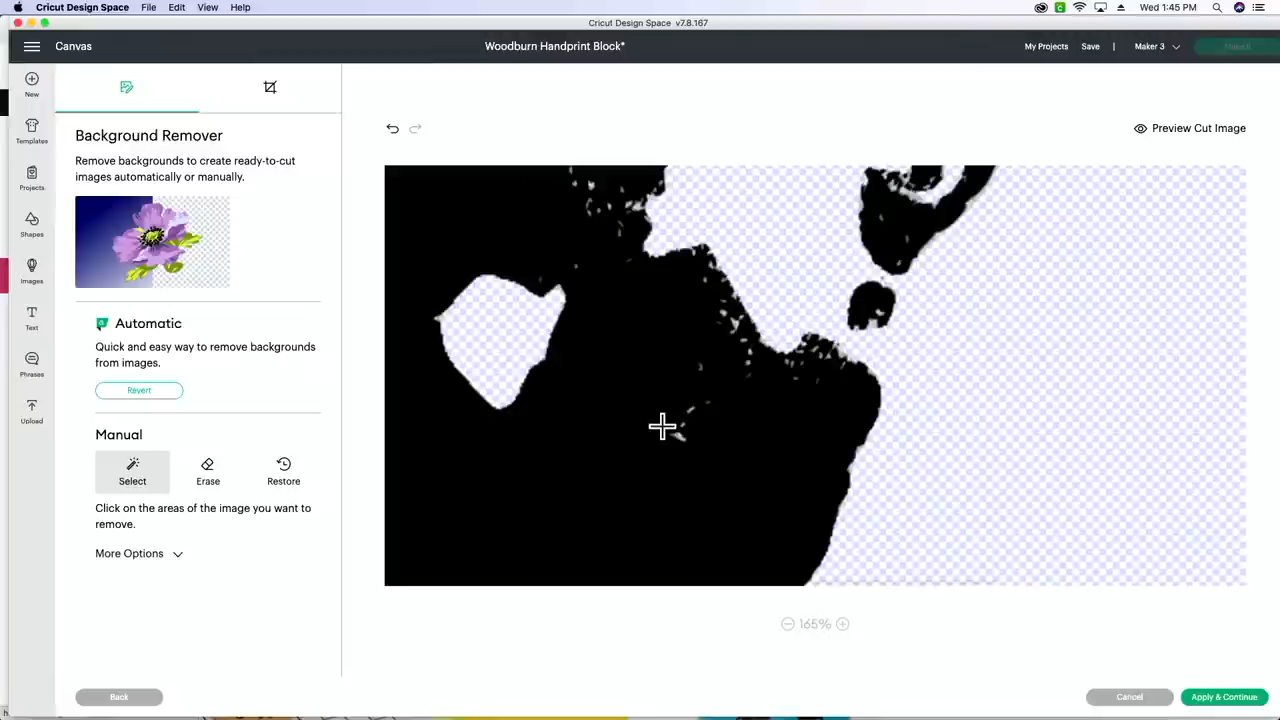 Cricut Design Space File Edit View Help Wed 1:45 PM
Cricut Design Space v7.8.167
Canvas Woodburn Handprint Block* My Projects Save | Maker 3 Make It
New
Templates
Projects
Shapes
Images
Text
Phrases
Upload
Background Remover
Remove backgrounds to create ready-to-cut
images automatically or manually.
Automatic
Quick and easy way to remove backgrounds
from images.
Revert
Manual
Select Erase Restore
Click on the areas of the image you want to
remove.
More Options
Preview Cut Image
165%
Back Cancel Apply & Continue